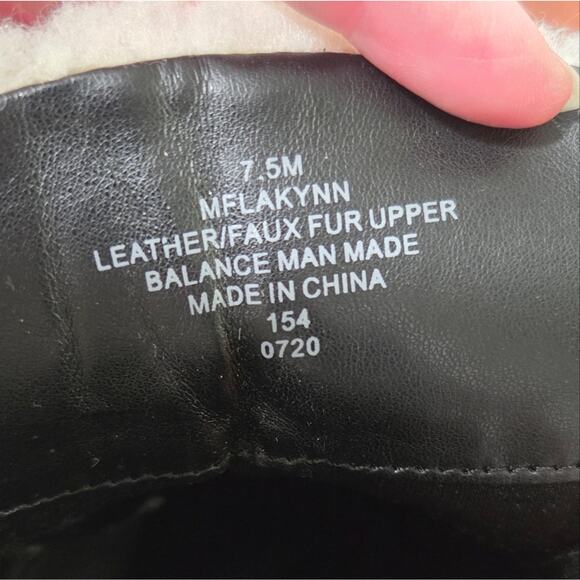 7.5M
MFLAKYNN
LEATHER/FAUX FUR UPPER
BALANCE MAN MADE
MADE IN CHINA
154
0720